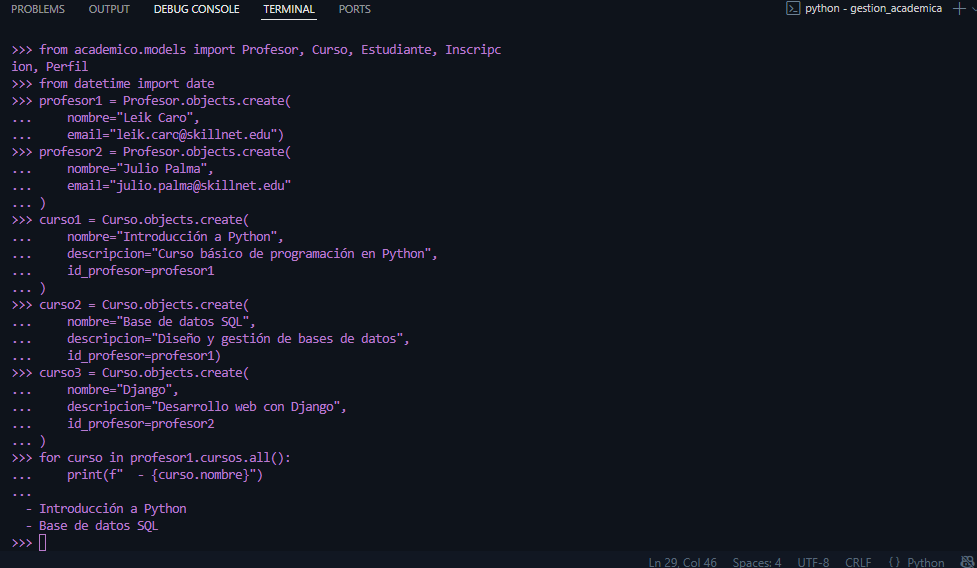 PROBLEMS OUTPUT DEBUG CONSOLE TERMINAL PORTS python - gestion_academica
>>> from academico.models import Profesor, Curso, Estudiante, Inscripc
ion, Perfil
>>> from datetime import date
>>> profesor1 = Profesor.objects.create(
...     nombre="Leik Caro",
...     email="leik.carc@skillnet.edu")
>>> profesor2 = Profesor.objects.create(
...     nombre="Julio Palma",
...     email="julio.palma@skillnet.edu"
... )
>>> curso1 = Curso.objects.create(
...     nombre="Introducción a Python",
...     descripcion="Curso básico de programación en Python",
...     id_profesor=profesor1
... )
>>> curso2 = Curso.objects.create(
...     nombre="Base de datos SQL",
...     descripcion="Diseño y gestión de bases de datos",
...     id_profesor=profesor1)
>>> curso3 = Curso.objects.create(
...     nombre="Django",
...     descripcion="Desarrollo web con Django",
...     id_profesor=profesor2
... )
>>> for curso in profesor1.cursos.all():
...     print(f"  - {curso.nombre}")
...
  - Introducción a Python
  - Base de datos SQL
>>>
Ln 29, Col 46 Spaces: 4 UTF-8 CRLF {} Python